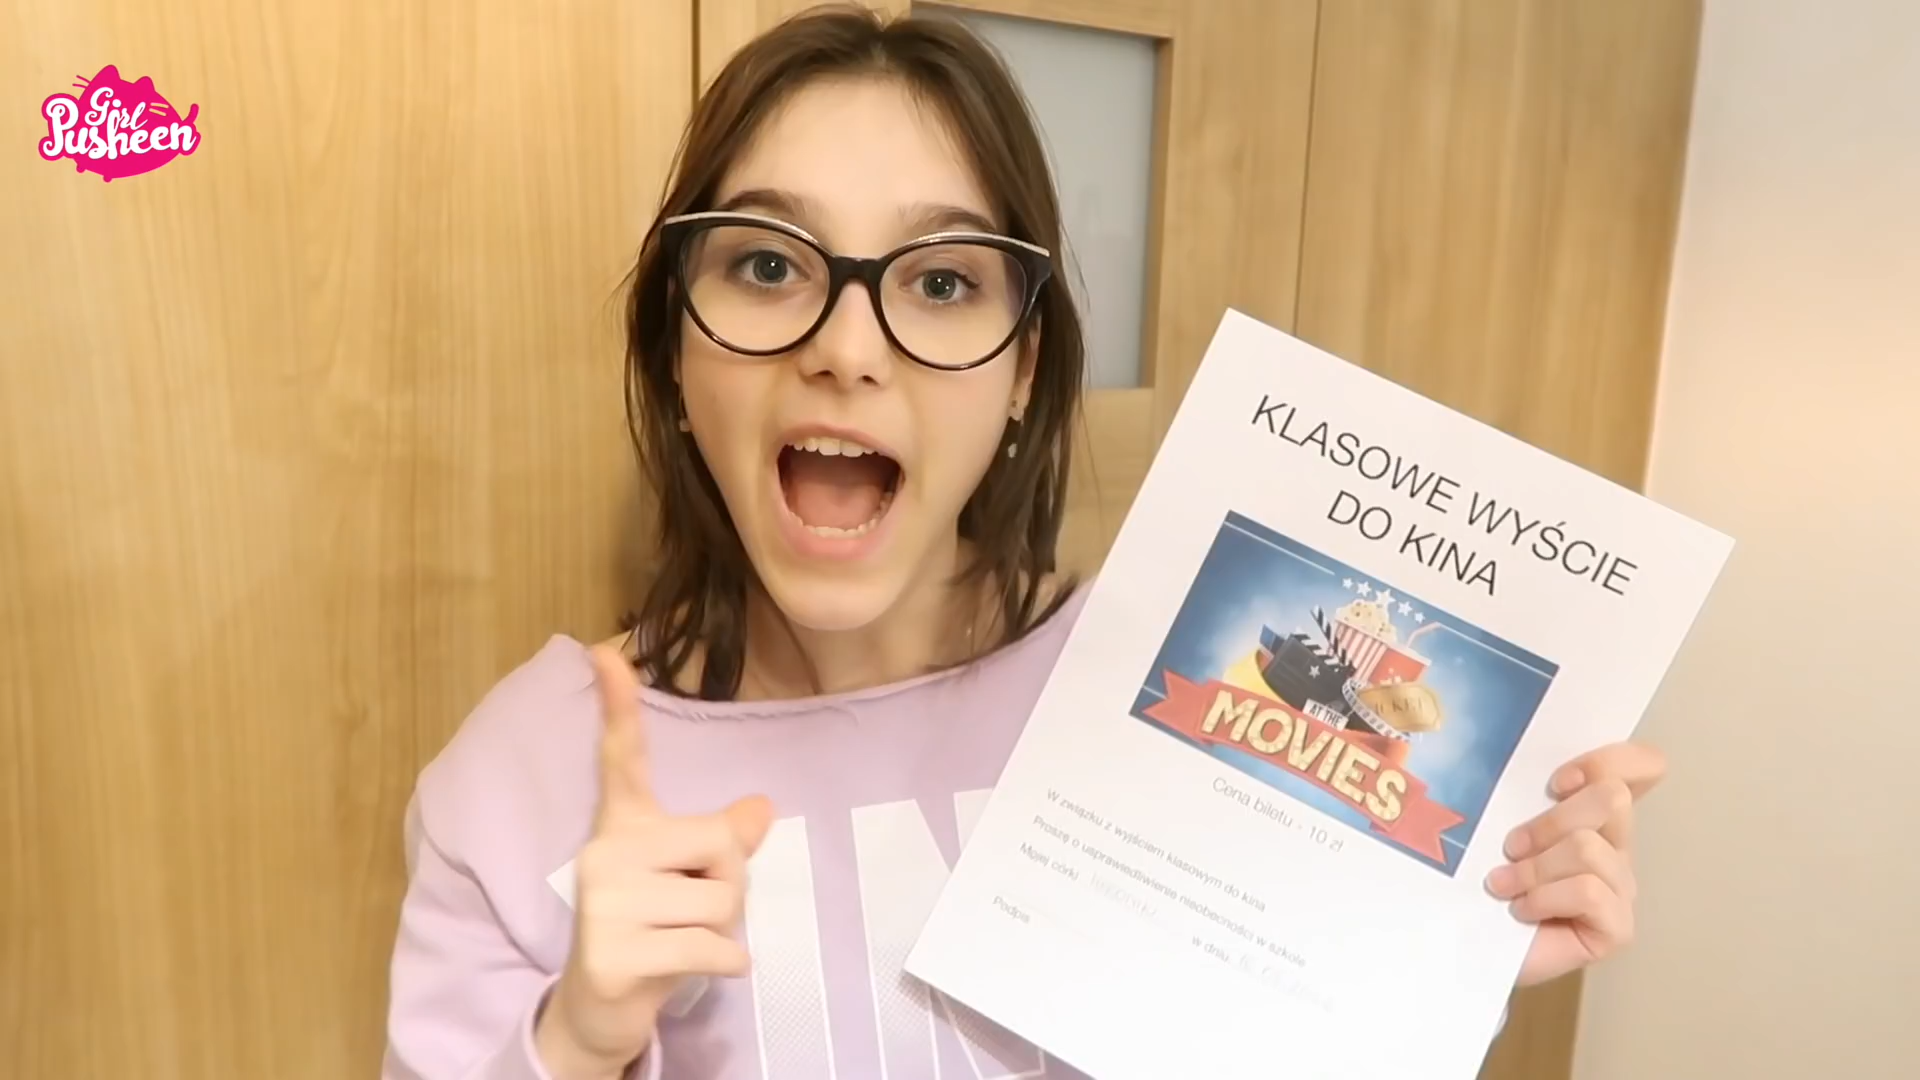 Girl
Pusheen
KLASOWE WYŚCIE
DO KINA
AT THE
MOVIES
Cena biletu - 10 zł
W związku z wyjściem klasowym do kina
Proszę o usprawiedliwienie nieobecności w szkole
Mojej córki
w dniu
Podpis